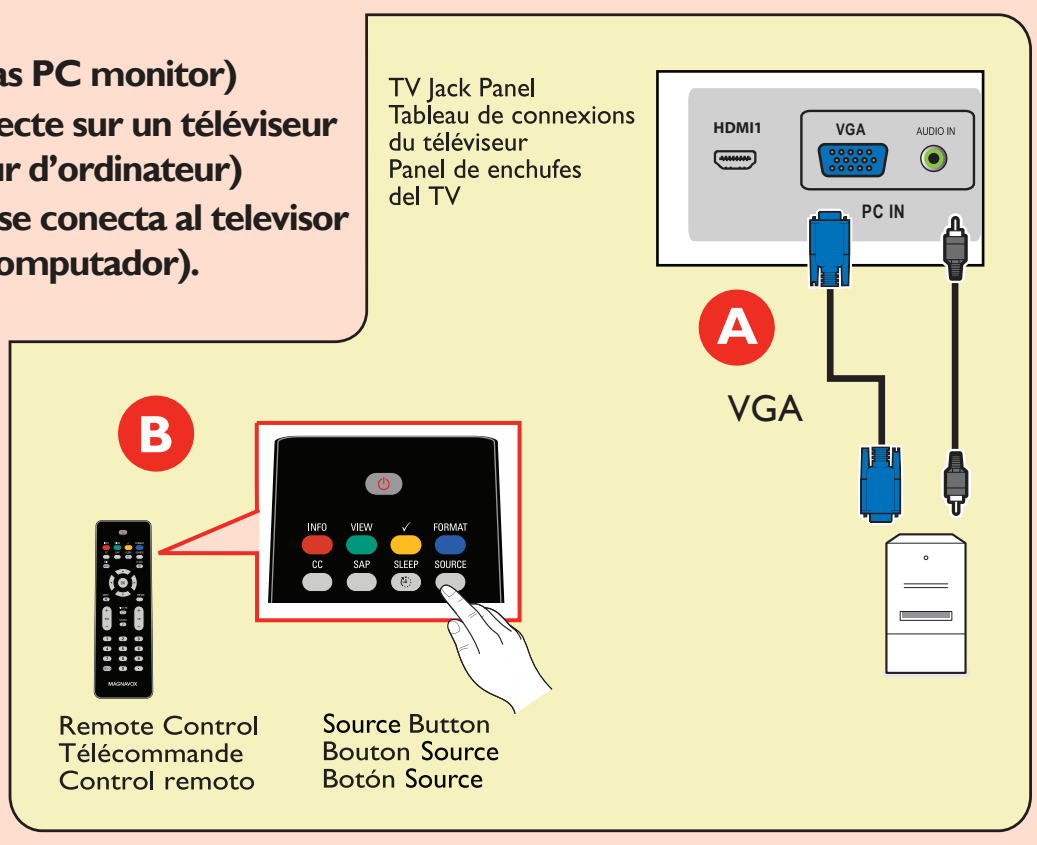 as PC monitor)
ecte sur un téléviseur
ur d’ordinateur)
se conecta al televisor
omputador).
TV Jack Panel
Tableau de connexions
du téléviseur
Panel de enchufes
del TV
HDMI1
VGA
AUDIO IN
PC IN
A
VGA
B
INFO VIEW ✓ FORMAT
CC SAP SLEEP SOURCE
MAGNAVOX
Remote Control
Télécommande
Control remoto
Source Button
Bouton Source
Botón Source